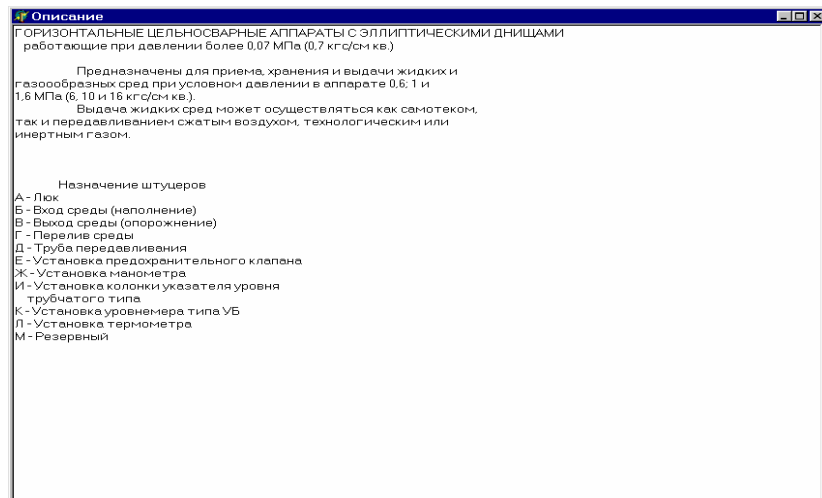 Описание
ГОРИЗОНТАЛЬНЫЕ ЦЕЛЬНОСВАРНЫЕ АППАРАТЫ С ЭЛЛИПТИЧЕСКИМИ ДНИЩАМИ
работающие при давлении более 0,07 МПа (0,7 кгс/см кв.)
Предназначены для приема, хранения и выдачи жидких и
газоообразных сред при условном давлении в аппарате 0,6; 1 и
1,6 МПа (6, 10 и 16 кгс/см кв.).
Выдача жидких сред может осуществляться как самотеком,
так и передавливанием сжатым воздухом, технологическим или
инертным газом.
Назначение штуцеров
А - Люк
Б - Вход среды (наполнение)
В - Выход среды (опорожнение)
Г - Перелив среды
Д - Труба передавливания
Е - Установка предохранительного клапана
Ж - Установка манометра
И - Установка колонки указателя уровня
трубчатого типа
К - Установка уровнемера типа УБ
Л - Установка термометра
М - Резервный